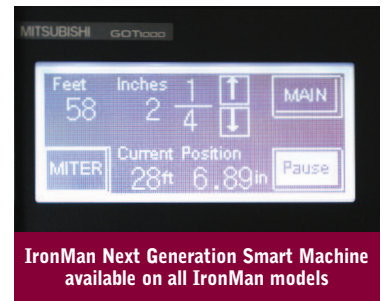 MITSUBISHI GOT1000
Feet Inches 1 ↑ MAIN
58 2 4 ↓
MITER Current Position Pause
28ft 6.89in
IronMan Next Generation Smart Machine
available on all IronMan models